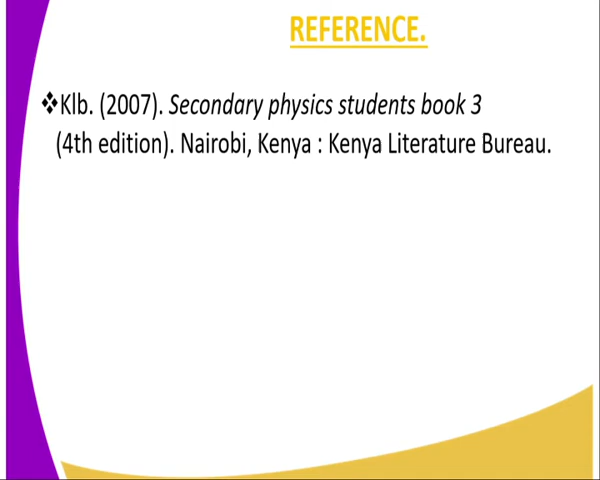 REFERENCE.
❖Klb. (2007). Secondary physics students book 3
(4th edition). Nairobi, Kenya : Kenya Literature Bureau.